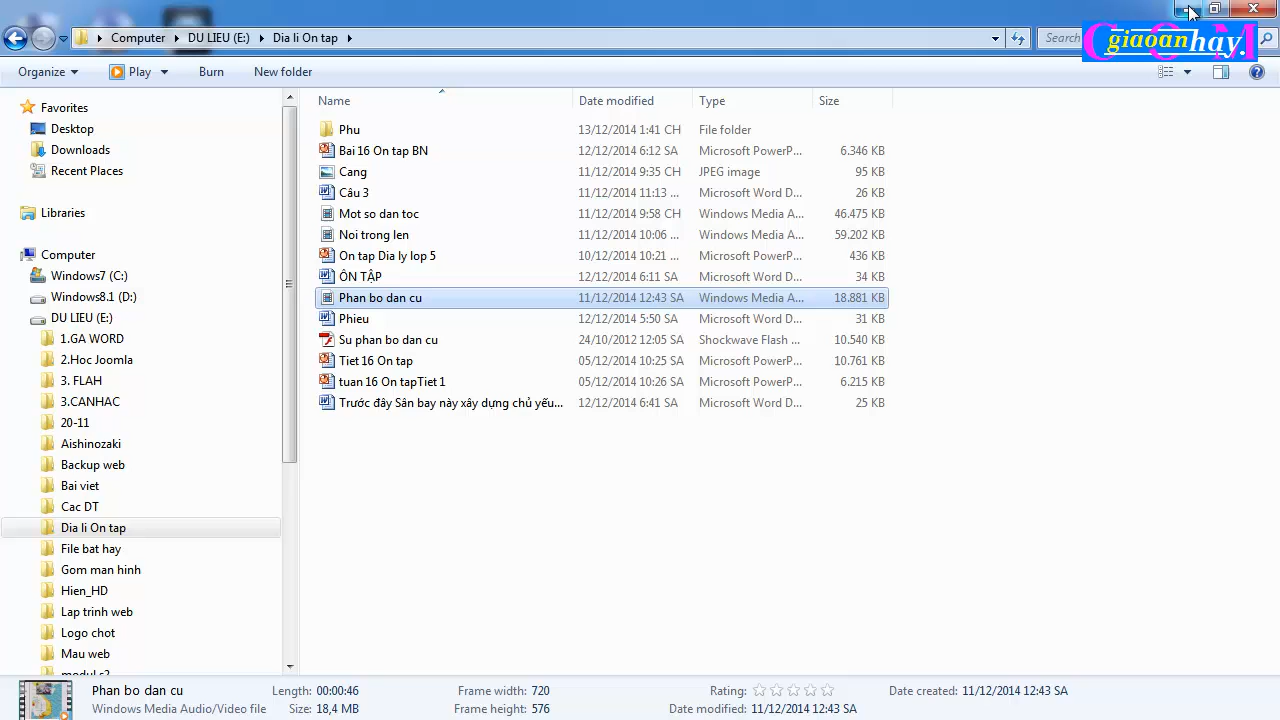 Computer DU LIEU (E:) Dia li On tap
Search
COM
giaoanhay.
Organize Play Burn New folder
Name Date modified Type Size
Favorites
Desktop
Downloads
Recent Places
Libraries
Computer
Windows7 (C:)
Windows8.1 (D:)
DU LIEU (E:)
1.GA WORD
2.Hoc Joomla
3. FLAH
3.CANHAC
20-11
Aishinozaki
Backup web
Bai viet
Cac DT
Dia li On tap
File bat hay
Gom man hinh
Hien_HD
Lap trinh web
Logo chot
Mau web
modul s2
Phu 13/12/2014 1:41 CH File folder
Bai 16 On tap BN 12/12/2014 6:12 SA Microsoft PowerP... 6.346 KB
Cang 11/12/2014 9:35 CH JPEG image 95 KB
Câu 3 11/12/2014 11:13 ... Microsoft Word D... 26 KB
Mot so dan toc 11/12/2014 9:58 CH Windows Media A... 46.475 KB
Noi trong len 11/12/2014 10:06 ... Windows Media A... 59.202 KB
On tap Dia ly lop 5 10/12/2014 10:21 ... Microsoft PowerP... 436 KB
ÔN TẬP 12/12/2014 6:11 SA Microsoft Word D... 34 KB
Phan bo dan cu 11/12/2014 12:43 SA Windows Media A... 18.881 KB
Phieu 12/12/2014 5:50 SA Microsoft Word D... 31 KB
Su phan bo dan cu 24/10/2012 12:05 SA Shockwave Flash ... 10.540 KB
Tiet 16 On tap 05/12/2014 10:25 SA Microsoft PowerP... 10.761 KB
tuan 16 On tapTiet 1 05/12/2014 10:26 SA Microsoft PowerP... 6.215 KB
Trước đây Sân bay này xây dựng chủ yếu... 12/12/2014 6:41 SA Microsoft Word D... 25 KB
Phan bo dan cu Length: 00:00:46 Frame width: 720 Rating: Date created: 11/12/2014 12:43 SA
Windows Media Audio/Video file Size: 18,4 MB Frame height: 576 Date modified: 11/12/2014 12:43 SA